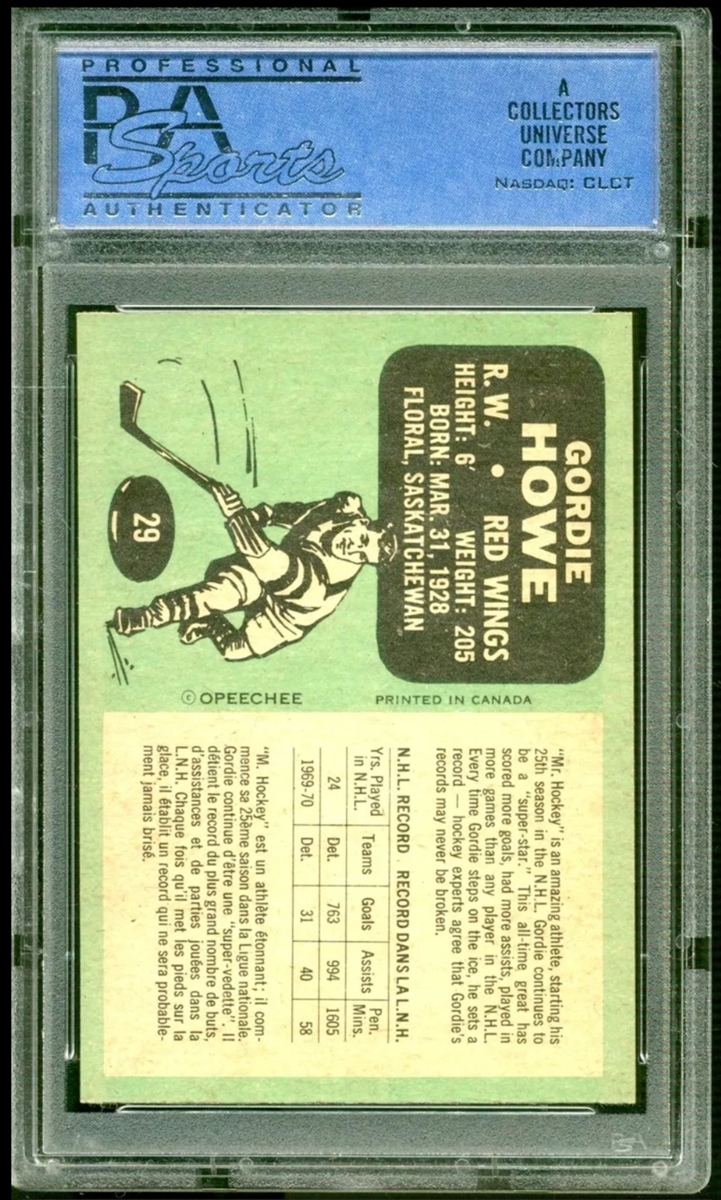 PROFESSIONAL
PSA
Sports
AUTHENTICATOR
A
COLLECTORS
UNIVERSE
COMPANY
NASDAQ: CLCT
GORDIE
HOWE
R. W. • RED WINGS
HEIGHT: 6' WEIGHT: 205
BORN: MAR. 31, 1928
FLORAL, SASKATCHEWAN
29
© OPEECHEE
PRINTED IN CANADA
"Mr. Hockey" is an amazing athlete, starting his
25th season in the N.H.L. Gordie continues to
be a "super-star." This all-time great has
scored more goals, had more assists, played in
more games than any player in the N.H.L.
Every time Gordie steps on the ice, he sets a
record — hockey experts agree that Gordie's
records may never be broken.
N.H.L. RECORD . RECORD DANS LA L.N.H.
Yrs. Played in N.H.L. Teams Goals Assists Pen. Mins.
24 Det. 763 994 1605
1969-70 Det. 31 40 58
"M. Hockey" est un athlète étonnant; il com-
mence sa 25ème saison dans la Ligue nationale.
Gordie continue d'être une "super-vedette". Il
détient le record du plus grand nombre de buts,
d'assistances et de parties jouées dans la
L.N.H. Chaque fois qu'il met les pieds sur la
glace, il établit un record qui ne sera probable-
ment jamais brisé.
PSA